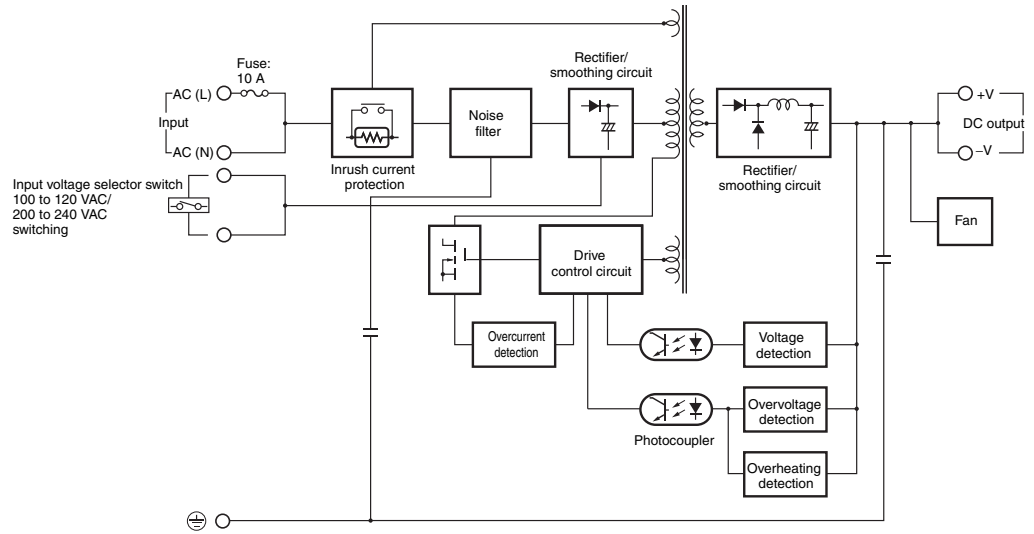 Fuse:
10 A
AC (L)
Input
AC (N)
Input voltage selector switch
100 to 120 VAC/
200 to 240 VAC
switching
Inrush current
protection
Noise
filter
Rectifier/
smoothing circuit
Rectifier/
smoothing circuit
+V
DC output
–V
Fan
Drive
control circuit
Overcurrent
detection
Voltage
detection
Overvoltage
detection
Photocoupler
Overheating
detection